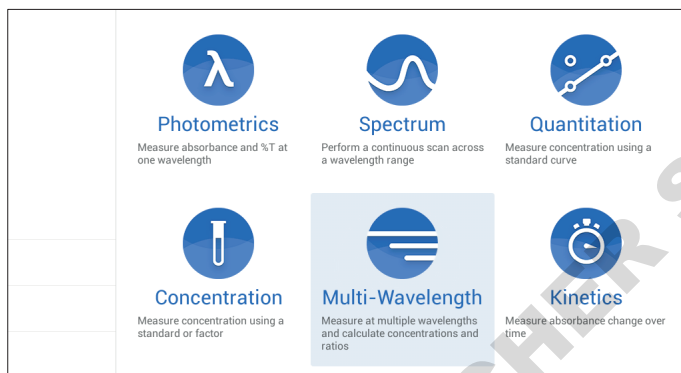 Photometrics
Measure absorbance and %T at
one wavelength
Spectrum
Perform a continuous scan across
a wavelength range
Quantitation
Measure concentration using a
standard curve
Concentration
Measure concentration using a
standard or factor
Multi-Wavelength
Measure at multiple wavelengths
and calculate concentrations and
ratios
Kinetics
Measure absorbance change over
time